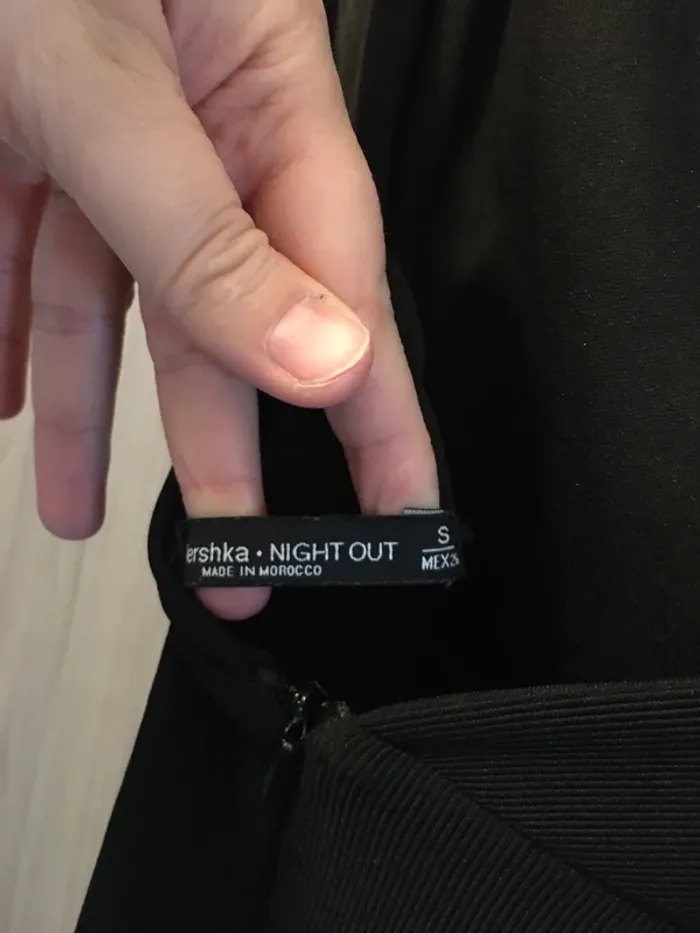 ershka • NIGHT OUT
MADE IN MOROCCO
S
MEX